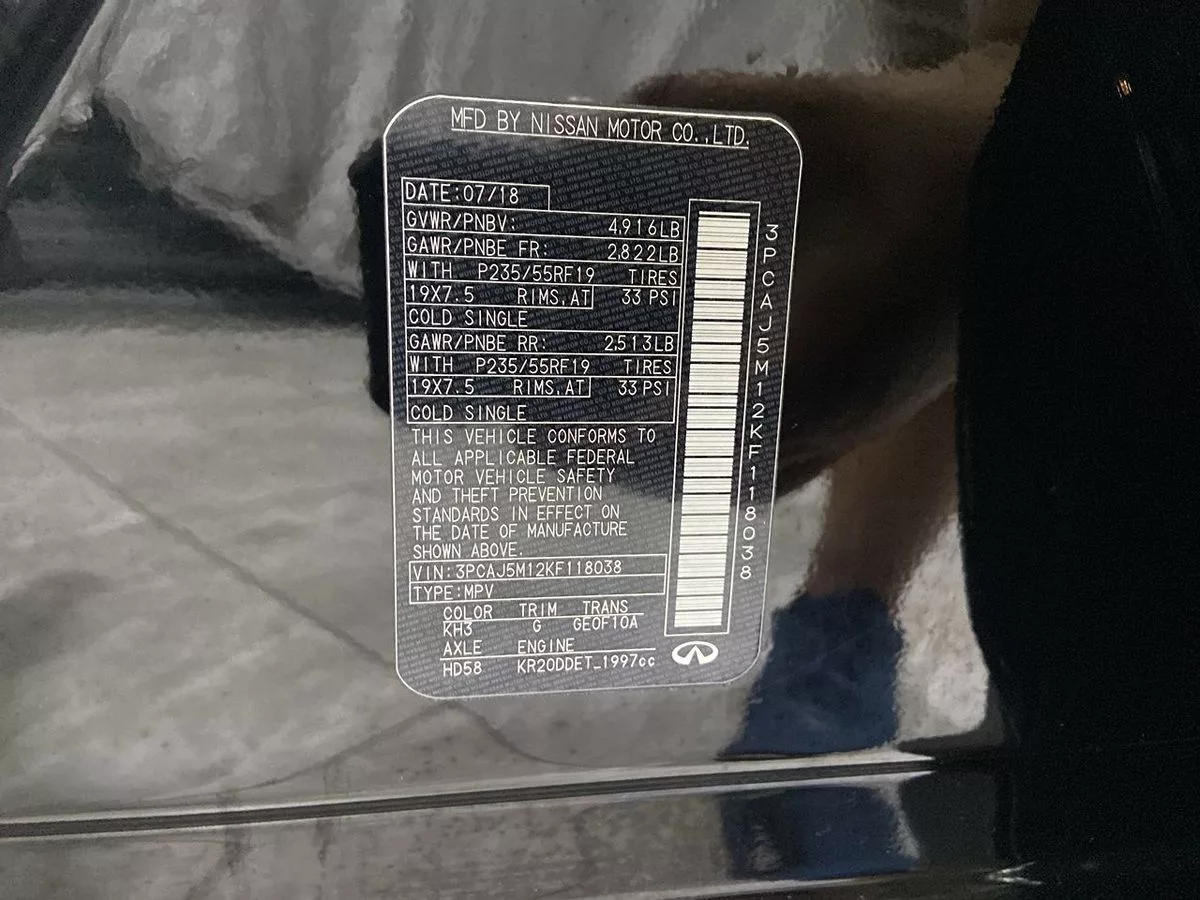 MFD BY NISSAN MOTOR CO.,LTD.
DATE:07/18
GVWR/PNBV: 4,916LB
GAWR/PNBE FR: 2,822LB
WITH P235/55RF19 TIRES
19X7.5 RIMS,AT 33 PSI
COLD SINGLE
GAWR/PNBE RR: 2,513LB
WITH P235/55RF19 TIRES
19X7.5 RIMS,AT 33 PSI
COLD SINGLE
THIS VEHICLE CONFORMS TO
ALL APPLICABLE FEDERAL
MOTOR VEHICLE SAFETY
AND THEFT PREVENTION
STANDARDS IN EFFECT ON
THE DATE OF MANUFACTURE
SHOWN ABOVE.
VIN:3PCAJ5M12KF118038
TYPE:MPV
COLOR TRIM TRANS
KH3 G GEOF10A
AXLE ENGINE
HD58 KR20DDET_1997cc
3PCAJ5M12KF118038